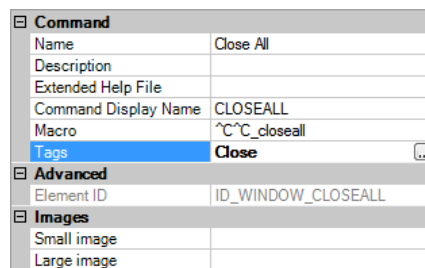 Command
Name Close All
Description
Extended Help File
Command Display Name CLOSEALL
Macro ^C^C_closeall
Tags Close ...
Advanced
Element ID ID_WINDOW_CLOSEALL
Images
Small image
Large image